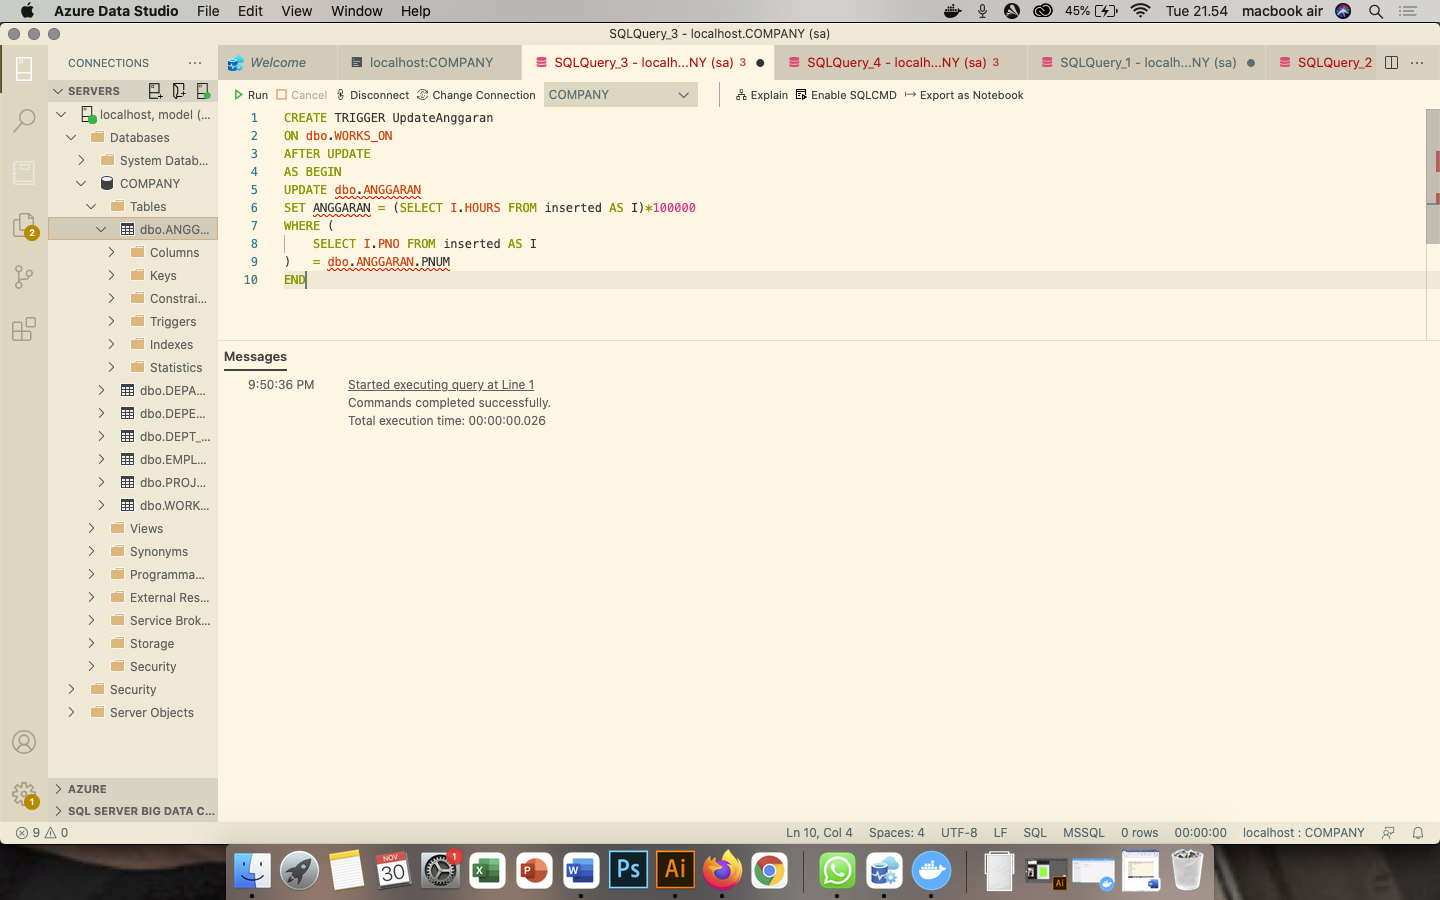 Azure Data Studio File Edit View Window Help 45% Tue 21.54 macbook air
SQLQuery_3 - localhost.COMPANY (sa)
CONNECTIONS ...
Welcome
localhost:COMPANY
SQLQuery_3 - localh...NY (sa) 3
SQLQuery_4 - localh...NY (sa) 3
SQLQuery_1 - localh...NY (sa)
SQLQuery_2
...
SERVERS
Run Cancel Disconnect Change Connection COMPANY Explain Enable SQLCMD Export as Notebook
localhost, model (...
Databases
System Datab...
COMPANY
Tables
dbo.ANGG...
Columns
Keys
Constrai...
Triggers
Indexes
Statistics
dbo.DEPA...
dbo.DEPE...
dbo.DEPT_...
dbo.EMPL...
dbo.PROJ...
dbo.WORK...
Views
Synonyms
Programma...
External Res...
Service Brok...
Storage
Security
Security
Server Objects
AZURE
SQL SERVER BIG DATA C...
2
1
1 CREATE TRIGGER UpdateAnggaran
2 ON dbo.WORKS_ON
3 AFTER UPDATE
4 AS BEGIN
5 UPDATE dbo.ANGGARAN
6 SET ANGGARAN = (SELECT I.HOURS FROM inserted AS I)*100000
7 WHERE (
8 SELECT I.PNO FROM inserted AS I
9 ) = dbo.ANGGARAN.PNUM
10 END
Messages
9:50:36 PM Started executing query at Line 1
Commands completed successfully.
Total execution time: 00:00:00.026
9 0 Ln 10, Col 4 Spaces: 4 UTF-8 LF SQL MSSQL 0 rows 00:00:00 localhost : COMPANY
NOV
30
1
X
P
W
Ps
Ai
Ai
W